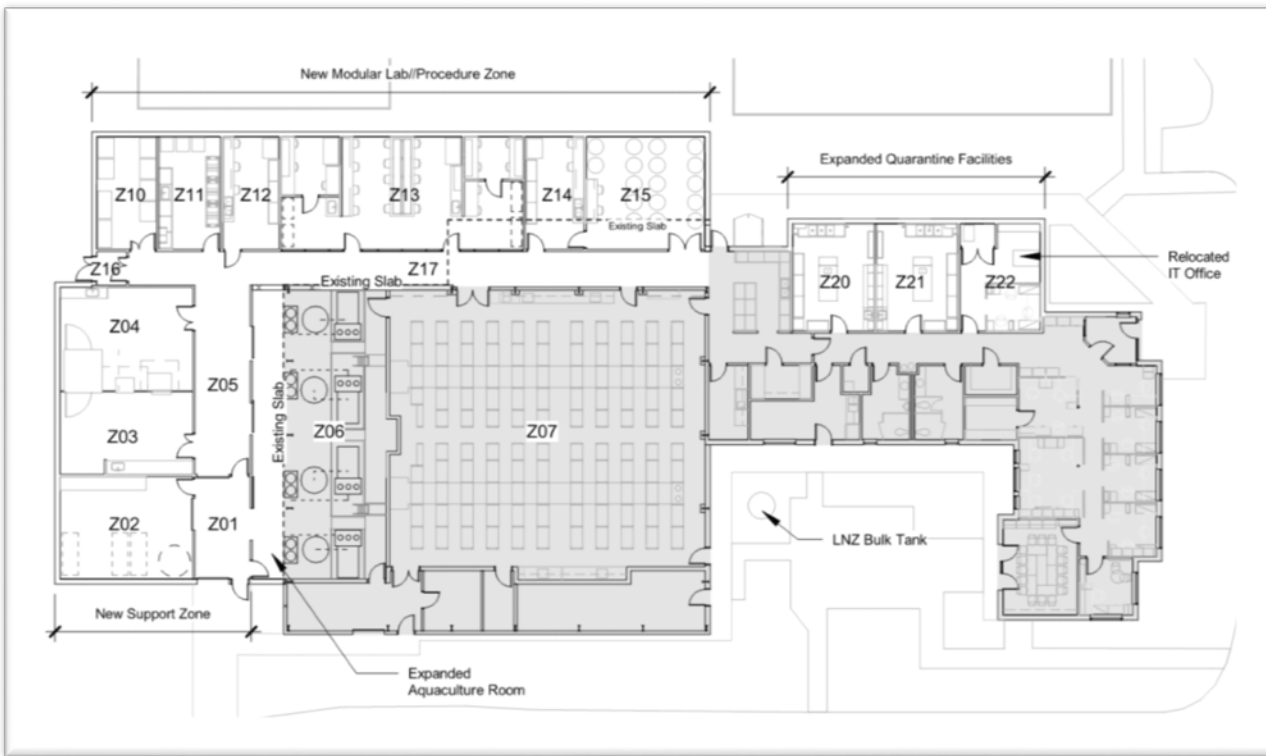 New Modular Lab//Procedure Zone
Expanded Quarantine Facilities
Z10
Z11
Z12
Z13
Z14
Z15
Existing Slab
Z16
Z17
Existing Slab
Z20
Z21
Z22
Relocated
IT Office
Z04
Z05
Z03
Existing Slab
Z06
Z07
Z02
Z01
LNZ Bulk Tank
New Support Zone
Expanded
Aquaculture Room